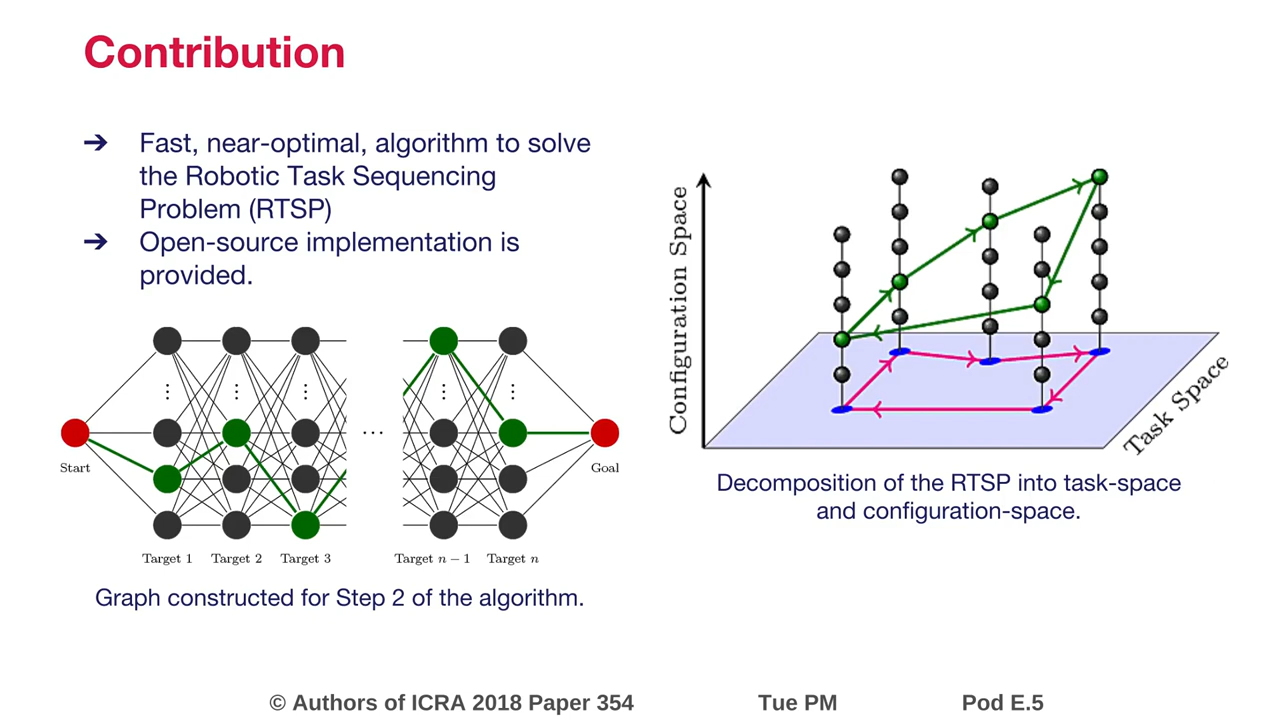 Contribution
➔ Fast, near-optimal, algorithm to solve
the Robotic Task Sequencing
Problem (RTSP)
➔ Open-source implementation is
provided.
Start
Goal
⋮ ⋮ ⋮ ⋮ ⋮
⋯
Target 1 Target 2 Target 3 Target n − 1 Target n
Graph constructed for Step 2 of the algorithm.
Configuration Space
Task Space
Decomposition of the RTSP into task-space
and configuration-space.
© Authors of ICRA 2018 Paper 354 Tue PM Pod E.5